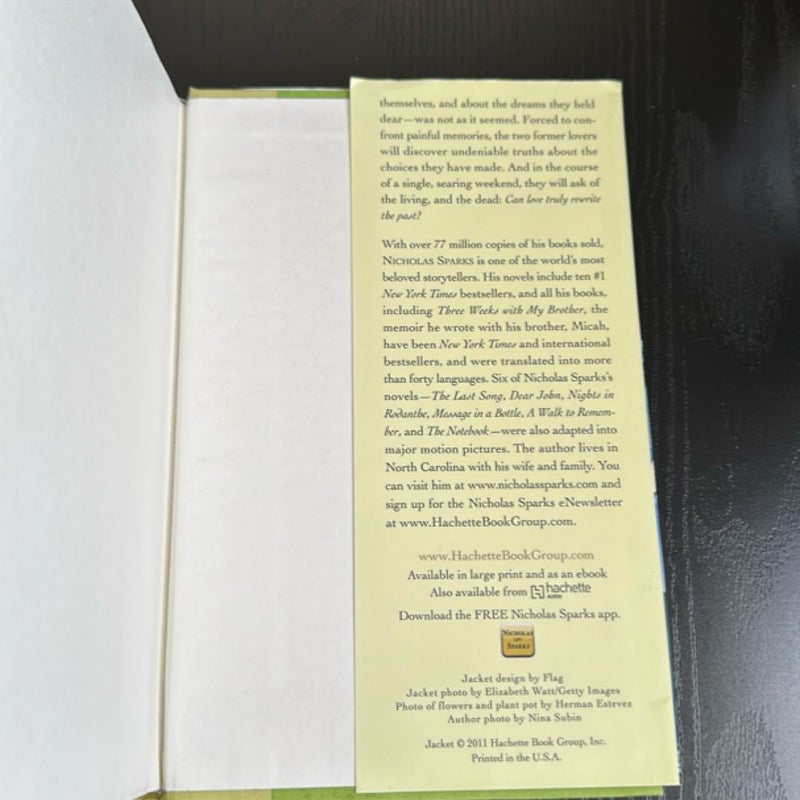 themselves, and about the dreams they held
dear—was not as it seemed. Forced to con-
front painful memories, the two former lovers
will discover undeniable truths about the
choices they have made. And in the course
of a single, searing weekend, they will ask of
the living, and the dead: Can love truly rewrite
the past?
With over 77 million copies of his books sold,
NICHOLAS SPARKS is one of the world's most
beloved storytellers. His novels include ten #1
New York Times bestsellers, and all his books,
including Three Weeks with My Brother, the
memoir he wrote with his brother, Micah,
have been New York Times and international
bestsellers, and were translated into more
than forty languages. Six of Nicholas Sparks's
novels—The Last Song, Dear John, Nights in
Rodanthe, Message in a Bottle, A Walk to Remem-
ber, and The Notebook—were also adapted into
major motion pictures. The author lives in
North Carolina with his wife and family. You
can visit him at www.nicholassparks.com and
sign up for the Nicholas Sparks eNewsletter
at www.HachetteBookGroup.com.
www.HachetteBookGroup.com
Available in large print and as an ebook
Also available from hachette
AUDIO
Download the FREE Nicholas Sparks app.
NICHOLAS
SPARKS
Jacket design by Flag
Jacket photo by Elizabeth Watt/Getty Images
Photo of flowers and plant pot by Herman Estevez
Author photo by Nina Subin
Jacket © 2011 Hachette Book Group, Inc.
Printed in the U.S.A.